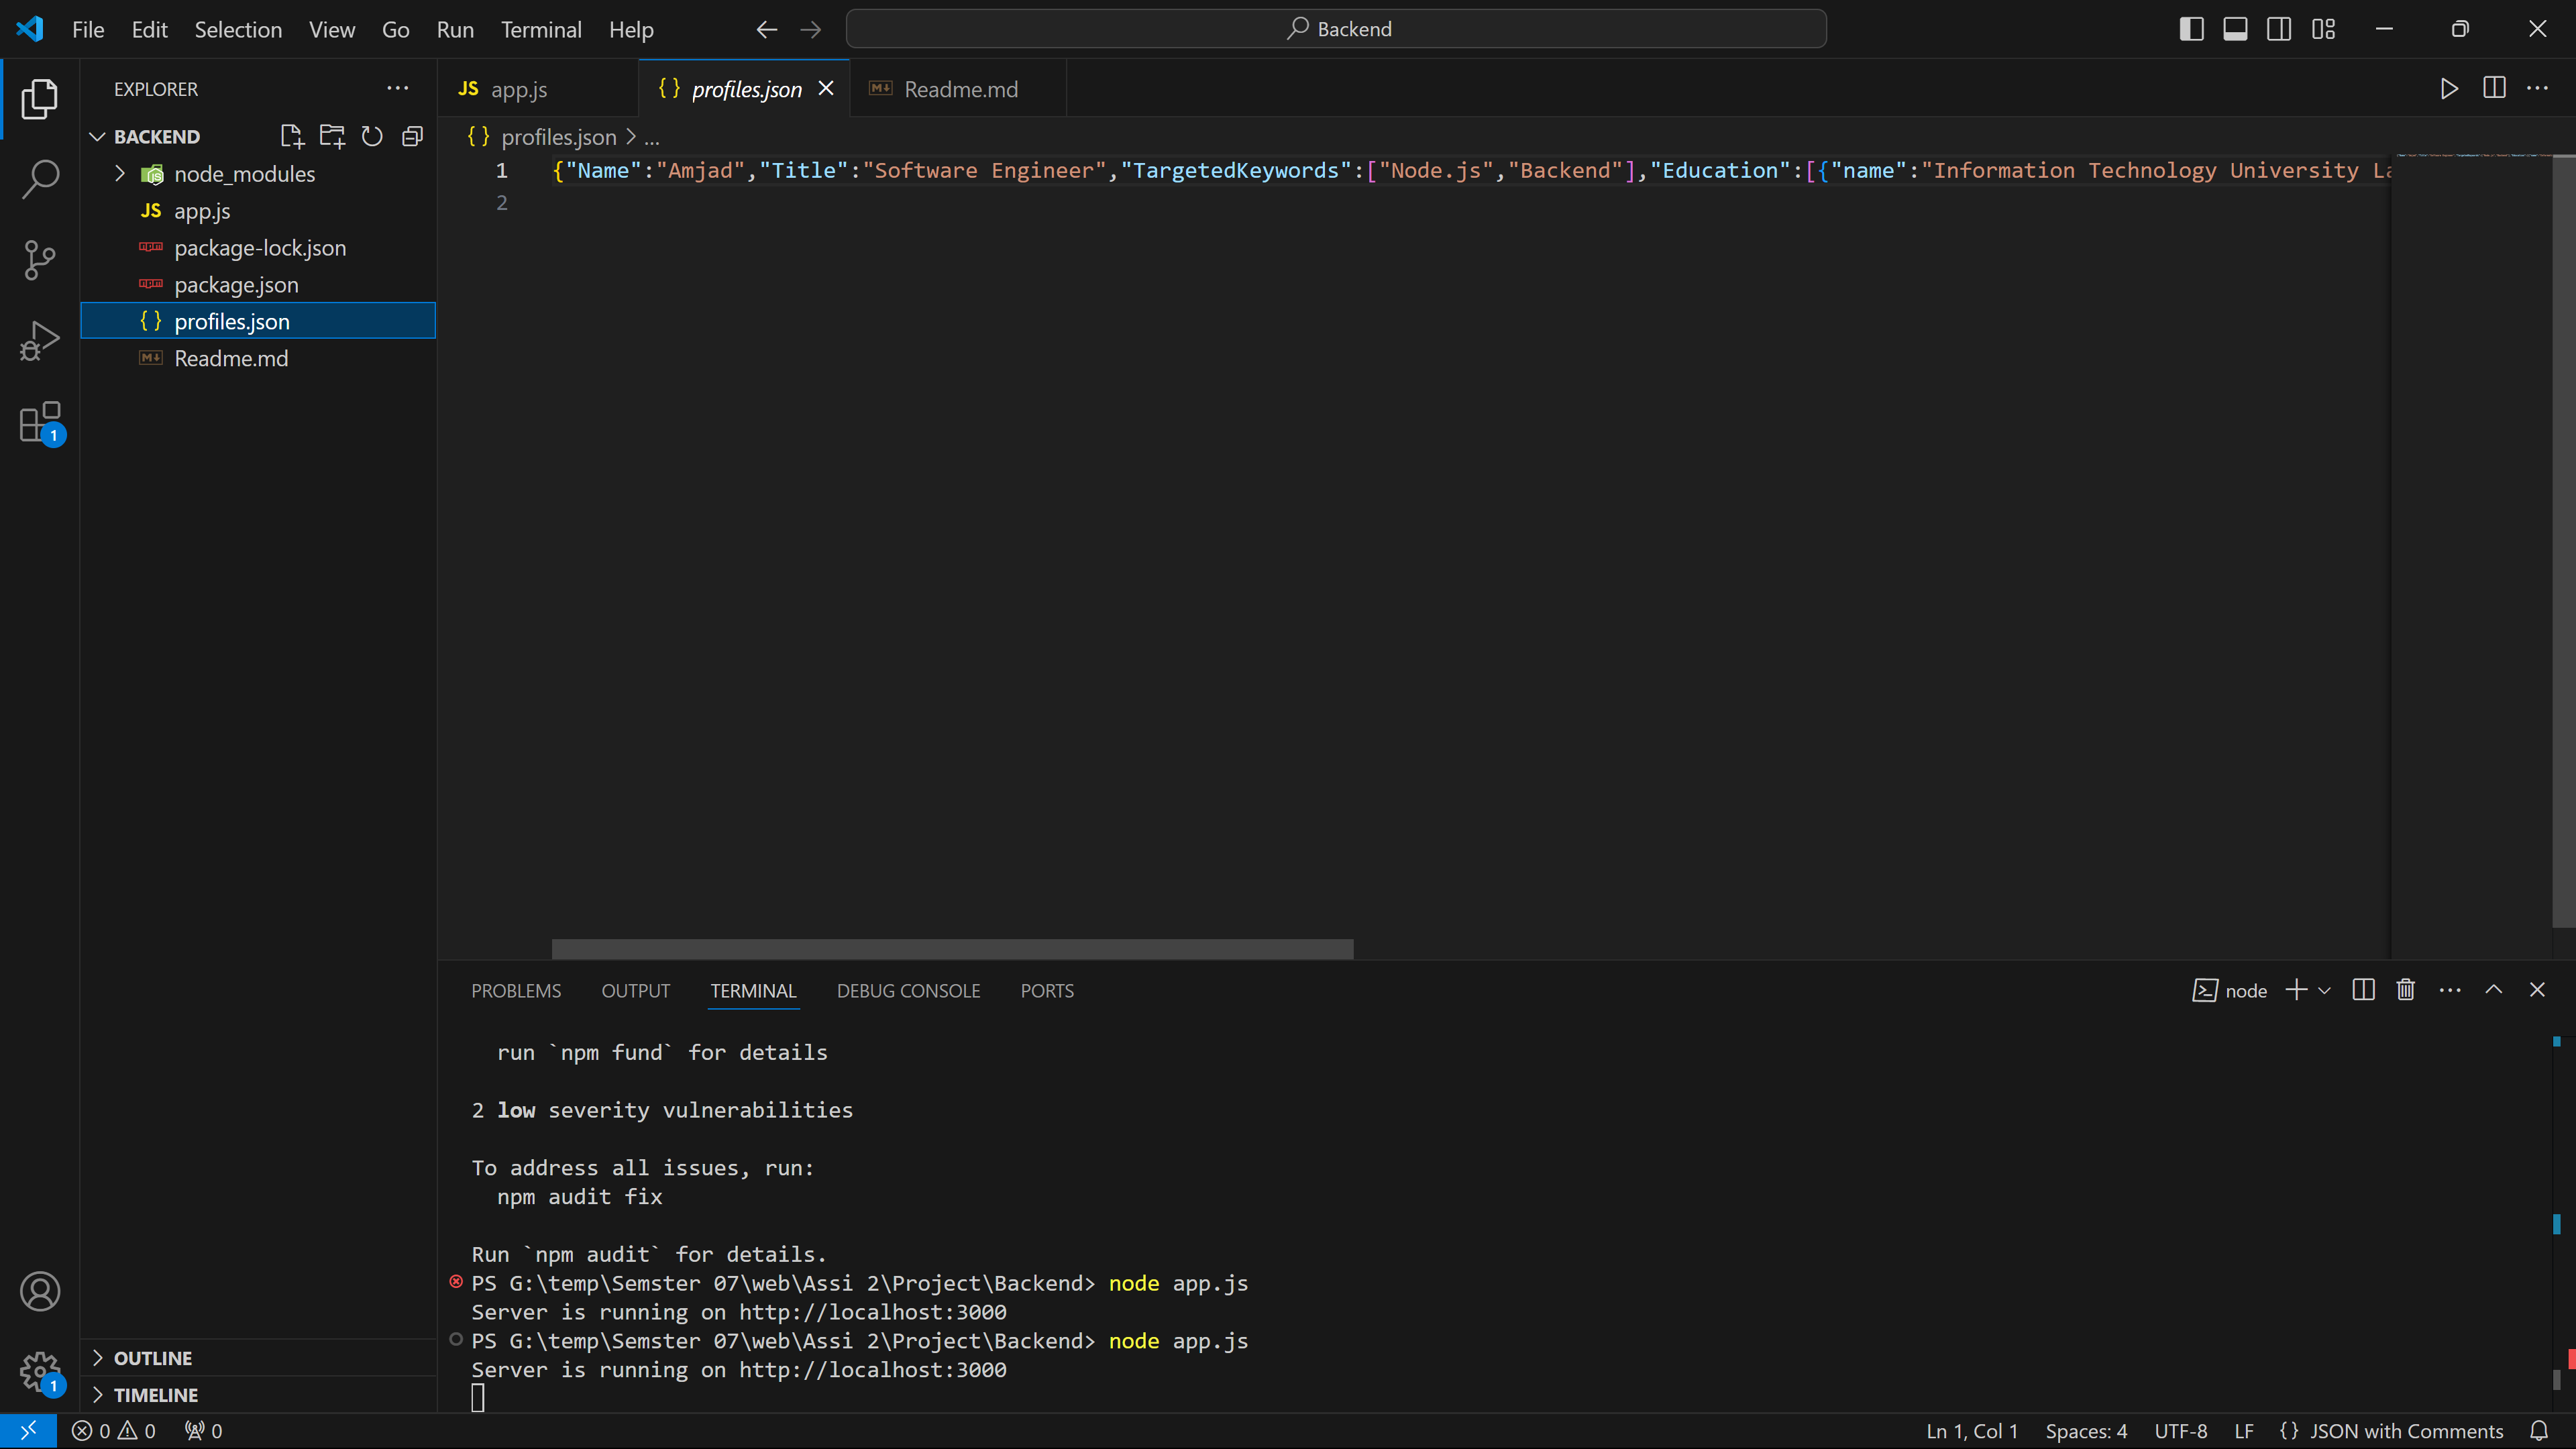 File Edit Selection View Go Run Terminal Help
Backend
EXPLORER
BACKEND
node_modules
JS app.js
package-lock.json
package.json
{ } profiles.json
Readme.md
OUTLINE
TIMELINE
JS app.js
{ } profiles.json
Readme.md
{ } profiles.json > ...
1 {"Name":"Amjad","Title":"Software Engineer","TargetedKeywords":["Node.js","Backend"],"Education":[{"name":"Information Technology University La
2
PROBLEMS OUTPUT TERMINAL DEBUG CONSOLE PORTS
node
run `npm fund` for details
2 low severity vulnerabilities
To address all issues, run:
npm audit fix
Run `npm audit` for details.
PS G:\temp\Semster 07\web\Assi 2\Project\Backend> node app.js
Server is running on http://localhost:3000
PS G:\temp\Semster 07\web\Assi 2\Project\Backend> node app.js
Server is running on http://localhost:3000
1
1
0 0 0
Ln 1, Col 1 Spaces: 4 UTF-8 LF { } JSON with Comments